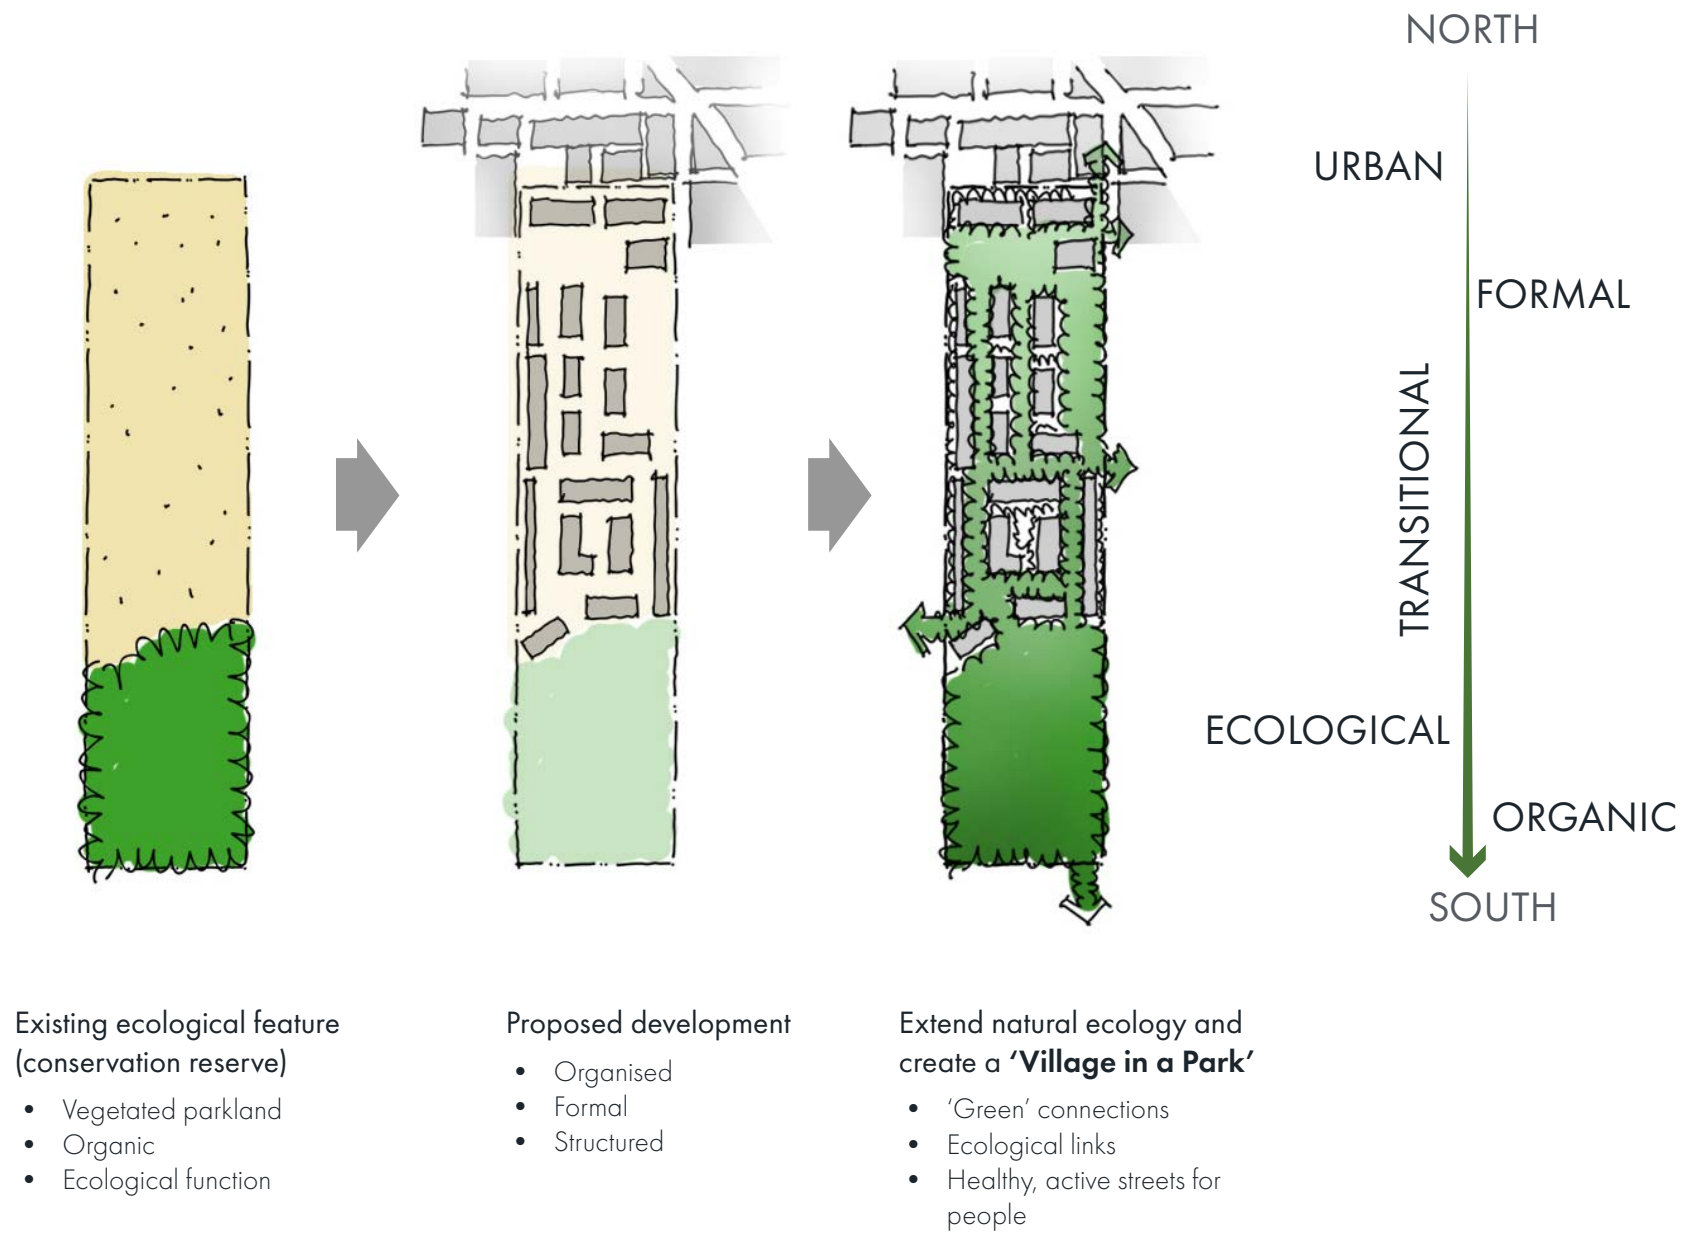 NORTH
URBAN
FORMAL
TRANSITIONAL
ECOLOGICAL
ORGANIC
SOUTH
Existing ecological feature
(conservation reserve)
• Vegetated parkland
• Organic
• Ecological function
Proposed development
• Organised
• Formal
• Structured
Extend natural ecology and
create a ‘Village in a Park’
• ‘Green’ connections
• Ecological links
• Healthy, active streets for
people